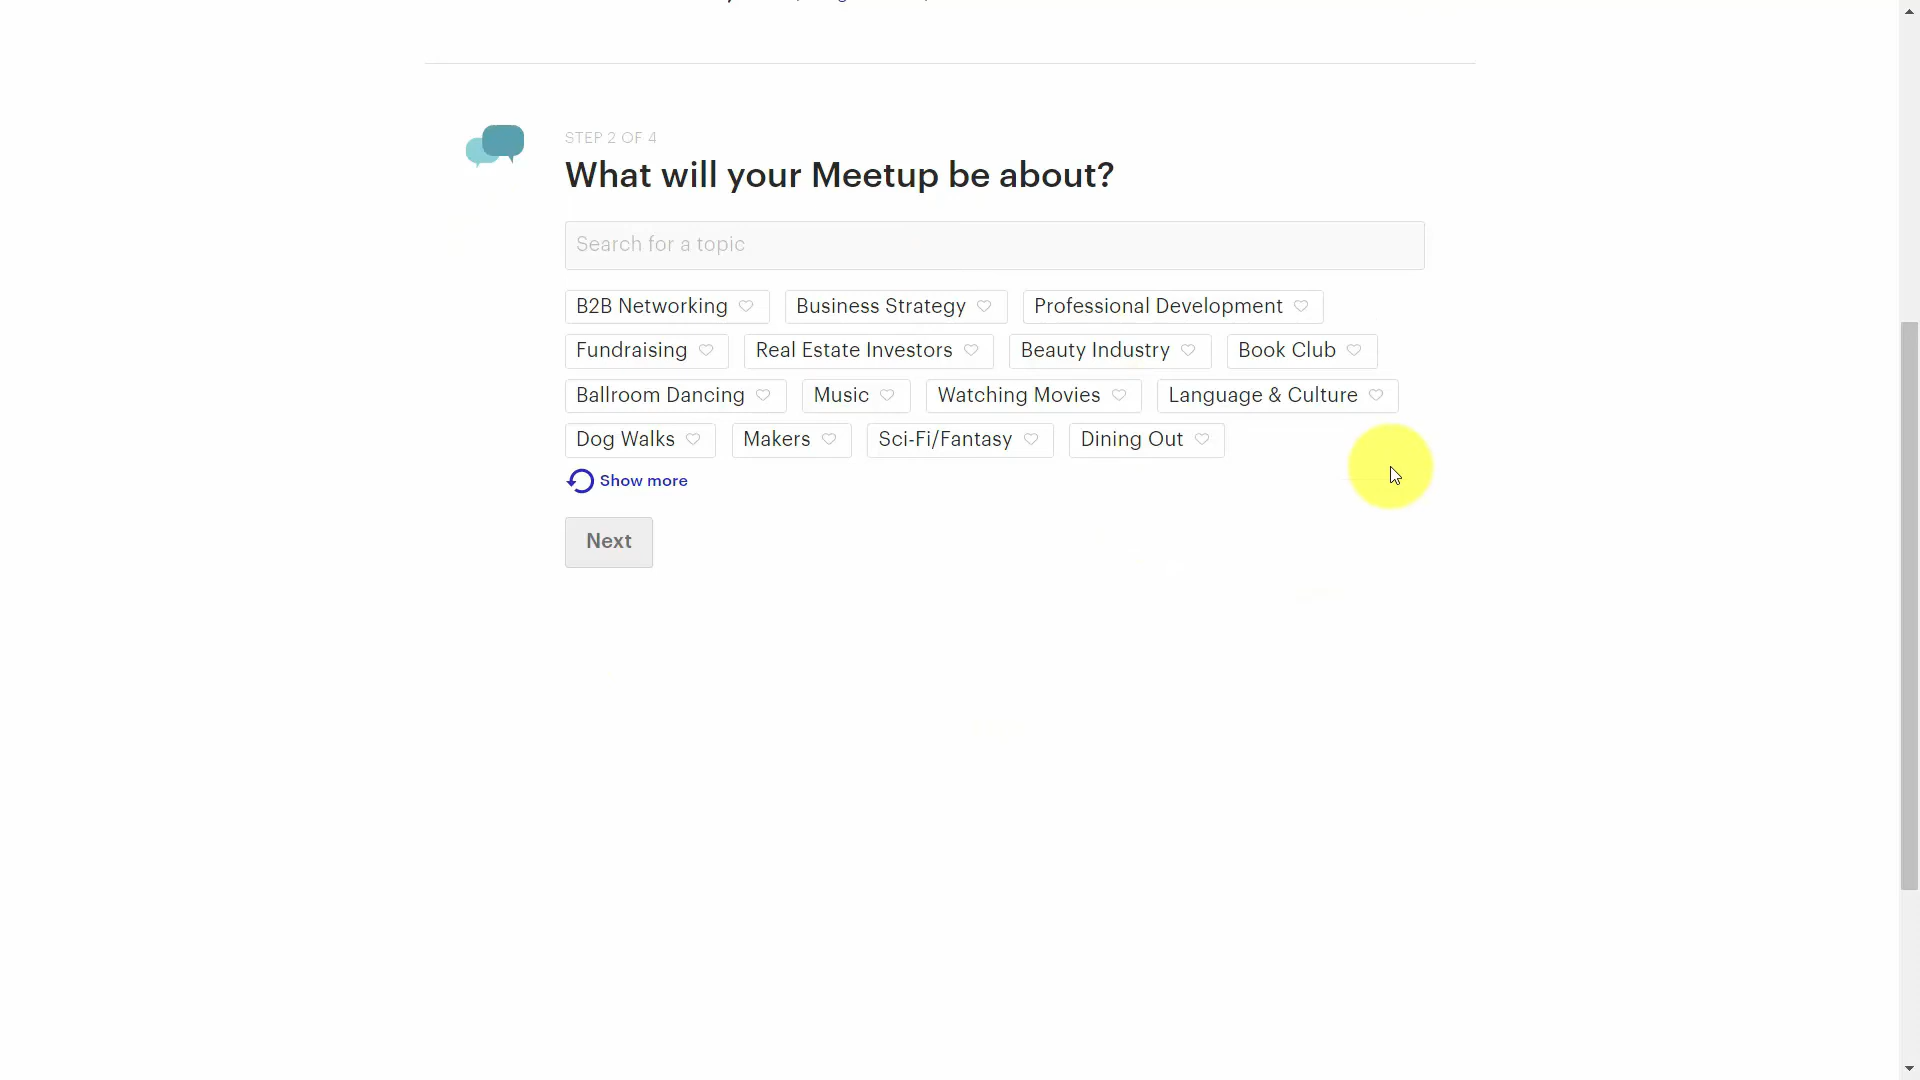 STEP 2 OF 4
What will your Meetup be about?
Search for a topic
B2B Networking Business Strategy Professional Development
Fundraising Real Estate Investors Beauty Industry Book Club
Ballroom Dancing Music Watching Movies Language & Culture
Dog Walks Makers Sci-Fi/Fantasy Dining Out
Show more
Next